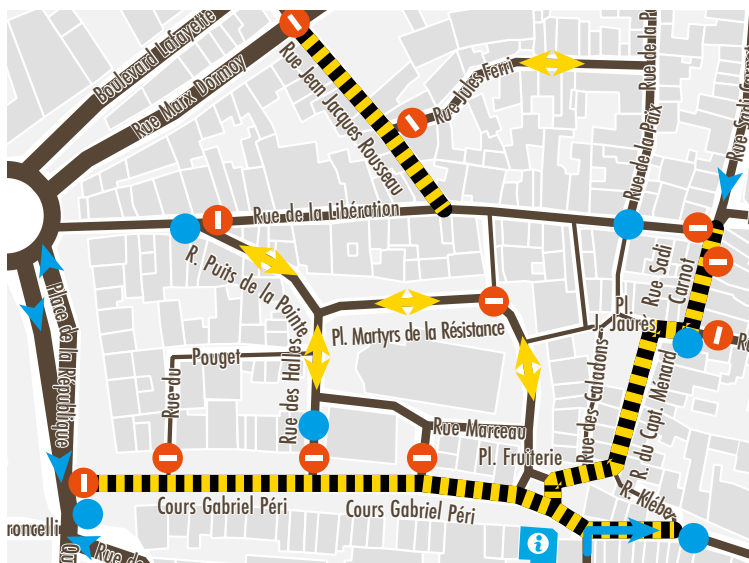 Boulevard Lafayette
Rue Marx Dormoy
Rue Jean Jacques Rousseau
Rue Jules Ferri
Rue de la Paix
Rue de la Libération
R. Puits de la Pointe
Rue Sadi
Carnot
Pl.
J. Jaurès
Pl. Martyrs de la Résistance
Place de la République
Pouget
Rue du
Rue des Halles
Rue des Caladons
R. du Capt. Ménard
Rue Marceau
Pl. Fruiterie
Cours Gabriel Péri
Cours Gabriel Péri
R. Kléber
roncelli
Rue de
i